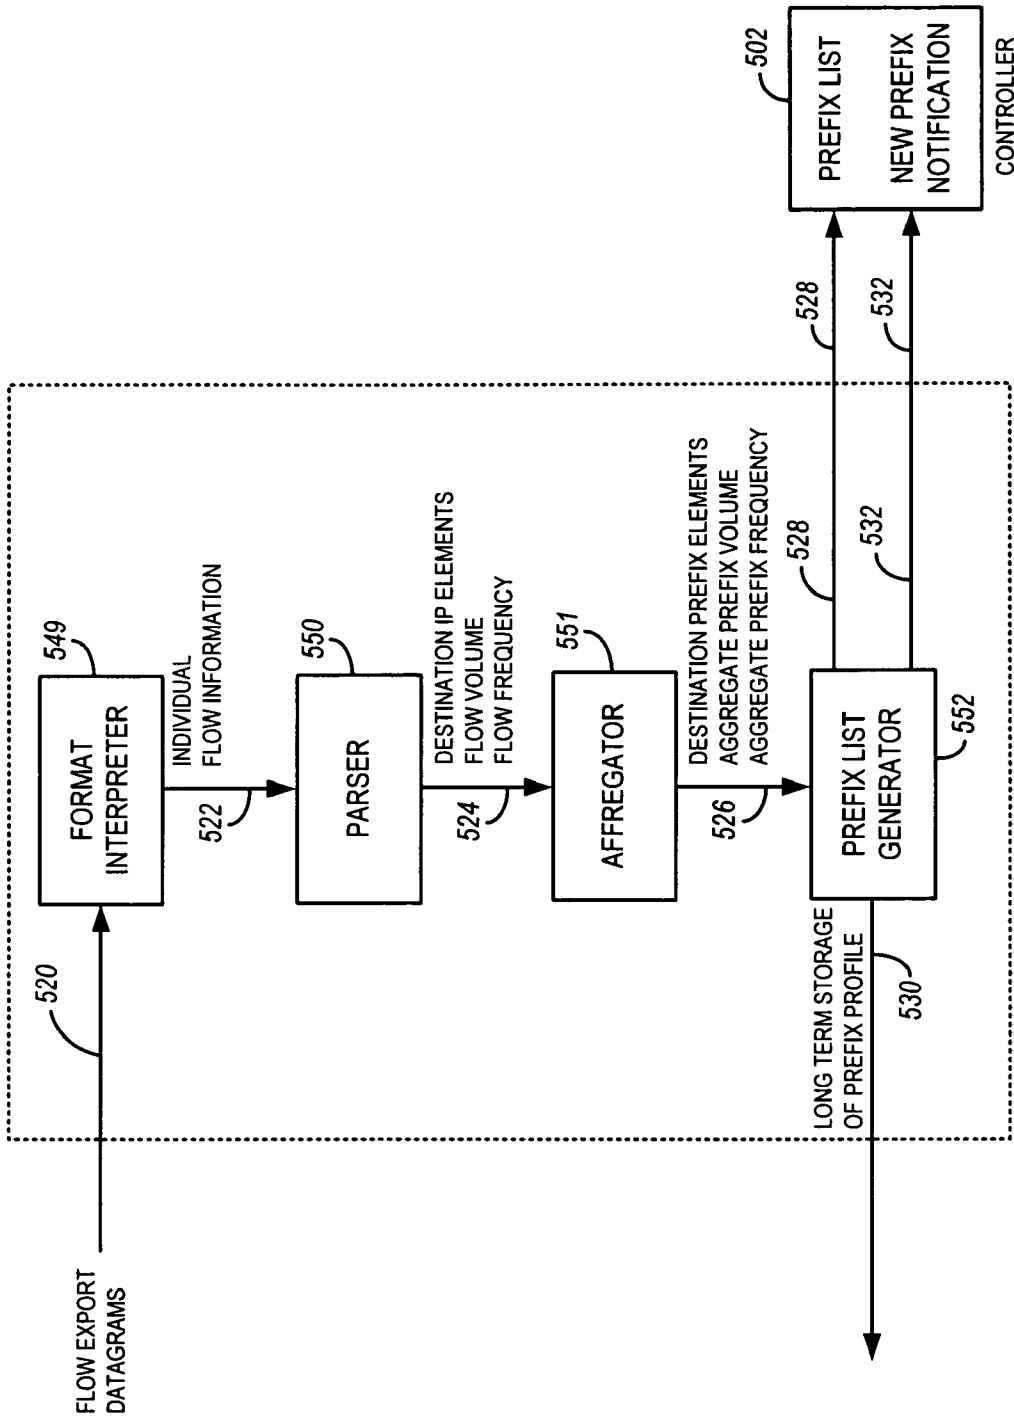 FLOW EXPORT
DATAGRAMS
520
FORMAT
INTERPRETER
549
INDIVIDUAL
FLOW INFORMATION
522
PARSER
550
DESTINATION IP ELEMENTS
FLOW VOLUME
FLOW FREQUENCY
524
AFFREGATOR
551
DESTINATION PREFIX ELEMENTS
AGGREGATE PREFIX VOLUME
AGGREGATE PREFIX FREQUENCY
526
PREFIX LIST
GENERATOR
552
LONG TERM STORAGE
OF PREFIX PROFILE
530
528
528
532
532
502
PREFIX LIST
NEW PREFIX
NOTIFICATION
CONTROLLER